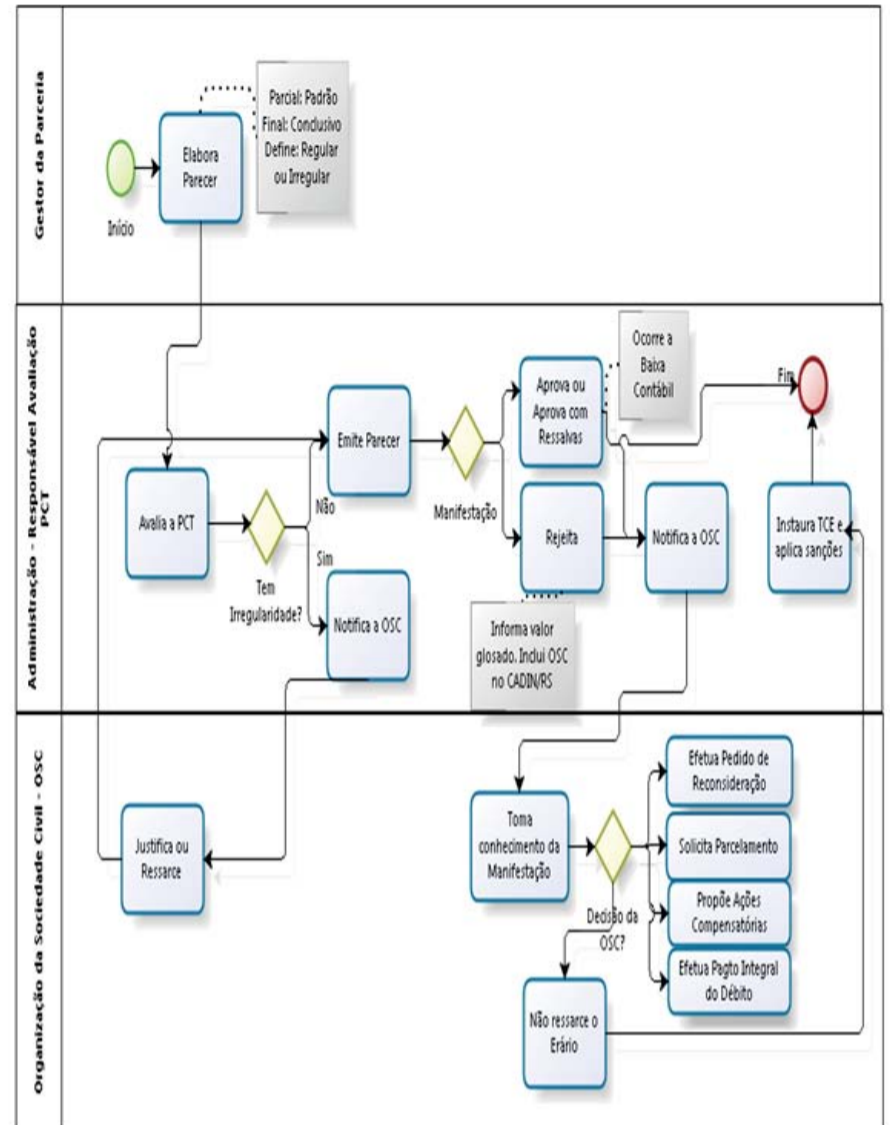 Gestor da Parceria
Início
Elabora
Parecer
Parcial: Padrão
Final: Conclusivo
Define: Regular
ou Irregular
Administração - Responsável Avaliação
PCT
Avalia a PCT
Tem
Irregularidade?
Não
Sim
Emite Parecer
Notifica a OSC
Manifestação
Aprova ou
Aprova com
Ressalvas
Ocorre a
Baixa
Contábil
Rejeita
Informa valor
glosado. Inclui OSC
no CADIN/RS
Notifica a OSC
Fim
Instaura TCE e
aplica sanções
Organização da Sociedade Civil - OSC
Justifica ou
Ressarce
Toma
conhecimento da
Manifestação
Decisão da
OSC?
Efetua Pedido de
Reconsideração
Solicita Parcelamento
Propõe Ações
Compensatórias
Efetua Pagto Integral
do Débito
Não ressarce o
Erário